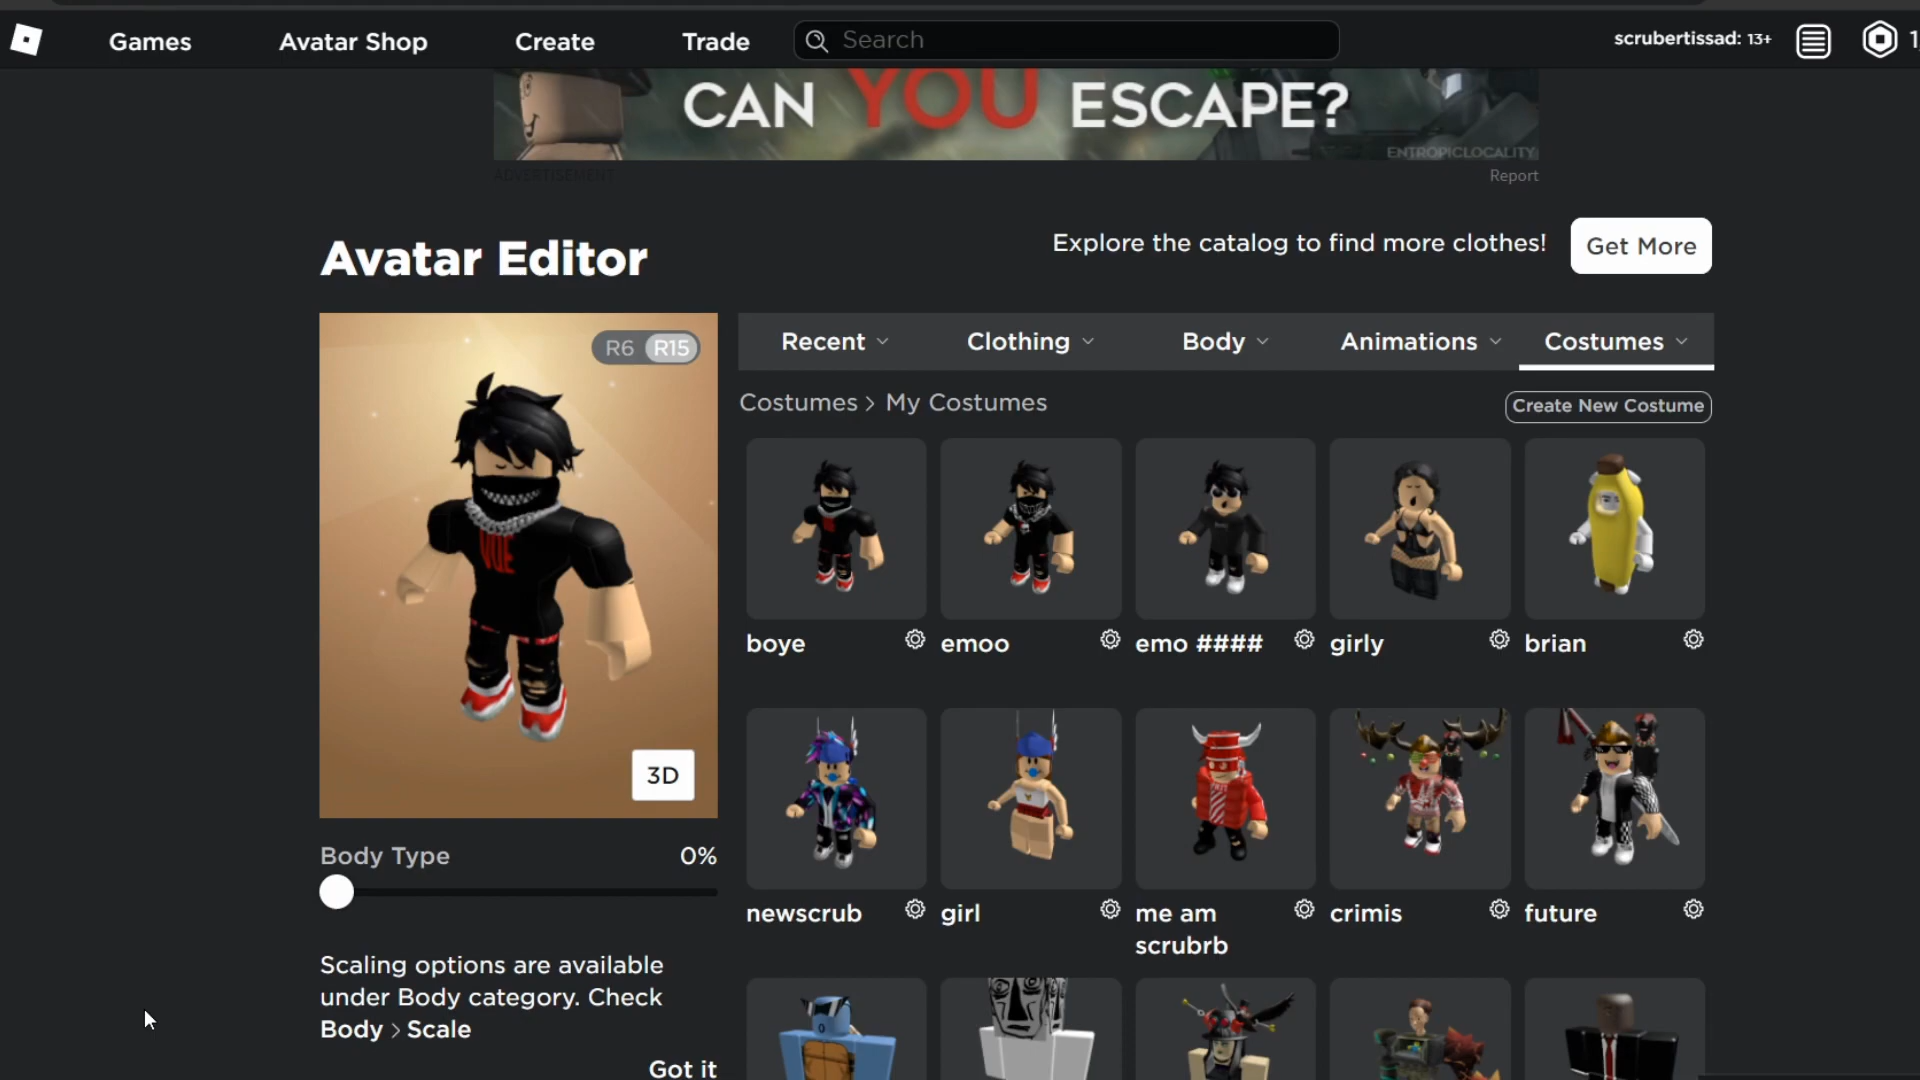 Games
Avatar Shop
Create
Trade
Search
scrubertissad: 13+
1
CAN YOU ESCAPE?
ENTROPICLOCALITY
ADVERTISEMENT
Report
Avatar Editor
Explore the catalog to find more clothes!
Get More
R6 R15
Recent
Clothing
Body
Animations
Costumes
Costumes > My Costumes
Create New Costume
VOE
3D
boye
emoo
emo ####
girly
brian
newscrub
girl
me am
scrubrb
crimis
future
Body Type
0%
Scaling options are available
under Body category. Check
Body > Scale
Got it